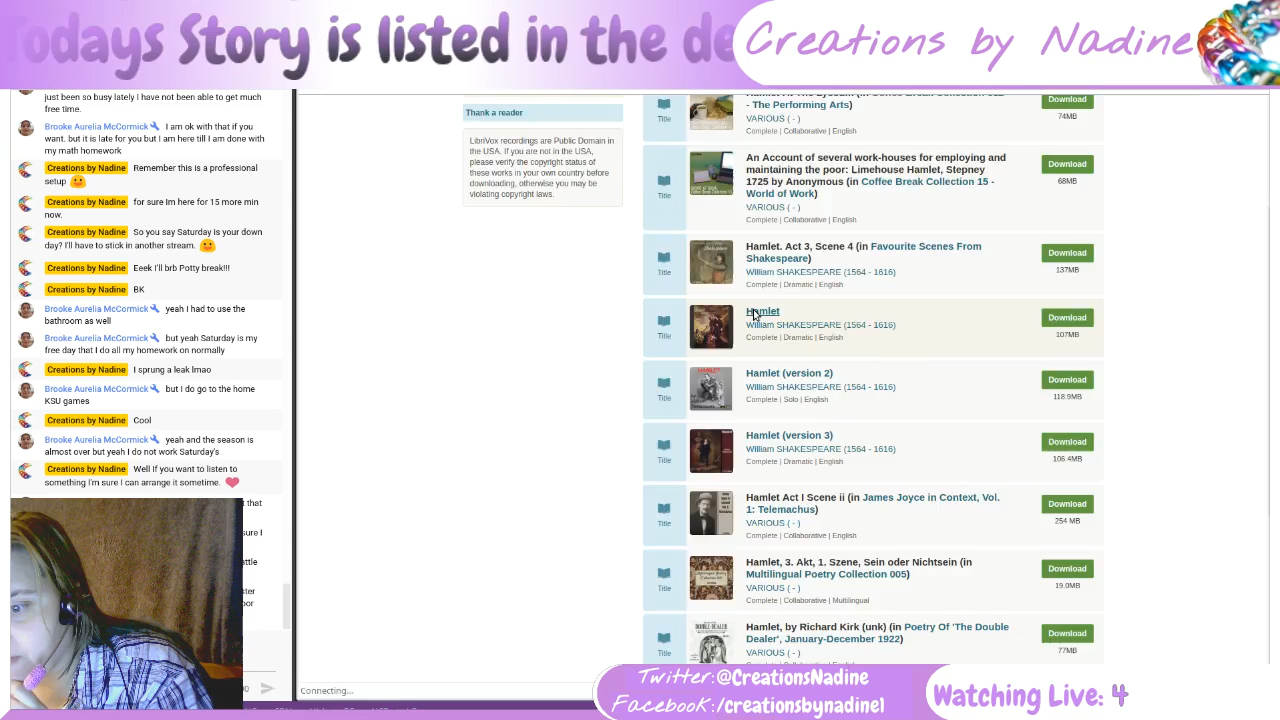 odays Story is listed in the de
Creations by Nadine
just been so busy lately I have not been able to get much
free time.
Brooke Aurelia McCormick I am ok with that if you
want. but it is late for you but I am here till I am done with
my math homework
Creations by Nadine Remember this is a professional
setup
Creations by Nadine for sure Im here for 15 more min
now.
Creations by Nadine So you say Saturday is your down
day? I'll have to stick in another stream.
Creations by Nadine Eeek I'll brb Potty break!!!
Creations by Nadine BK
Brooke Aurelia McCormick yeah I had to use the
bathroom as well
Brooke Aurelia McCormick but yeah Saturday is my
free day that I do all my homework on normally
Creations by Nadine I sprung a leak lmao
Brooke Aurelia McCormick but I do go to the home
KSU games
Creations by Nadine Cool
Brooke Aurelia McCormick yeah and the season is
almost over but yeah I do not work Saturday's
Creations by Nadine Well If you want to listen to
something I'm sure I can arrange it sometime.
Thank a reader
LibriVox recordings are Public Domain in
the USA. If you are not in the USA,
please verify the copyright status of
these works in your own country before
downloading, otherwise you may be
violating copyright laws.
- The Performing Arts)
VARIOUS ( - )
Complete | Collaborative | English
Title
Download
74MB
An Account of several work-houses for employing and
maintaining the poor: Limehouse Hamlet, Stepney
1725 by Anonymous (in Coffee Break Collection 15 -
World of Work)
VARIOUS ( - )
Complete | Collaborative | English
Title
Download
68MB
Hamlet. Act 3, Scene 4 (in Favourite Scenes From
Shakespeare)
William SHAKESPEARE (1564 - 1616)
Complete | Dramatic | English
Title
Download
137MB
Hamlet
William SHAKESPEARE (1564 - 1616)
Complete | Dramatic | English
Title
Download
107MB
Hamlet (version 2)
William SHAKESPEARE (1564 - 1616)
Complete | Solo | English
Title
Download
118.9MB
Hamlet (version 3)
William SHAKESPEARE (1564 - 1616)
Complete | Dramatic | English
Title
Download
106.4MB
Hamlet Act I Scene ii (in James Joyce in Context, Vol.
1: Telemachus)
VARIOUS ( - )
Complete | Collaborative | English
Title
Download
254 MB
Hamlet, 3. Akt, 1. Szene, Sein oder Nichtsein (in
Multilingual Poetry Collection 005)
VARIOUS ( - )
Complete | Collaborative | Multilingual
Title
Download
19.0MB
Hamlet, by Richard Kirk (unk) (in Poetry Of 'The Double
Dealer', January-December 1922)
VARIOUS ( - )
Title
Download
77MB
Connecting...
Twitter:@CreationsNadine
Facebook:/creationsbynadine1
Watching Live: 4